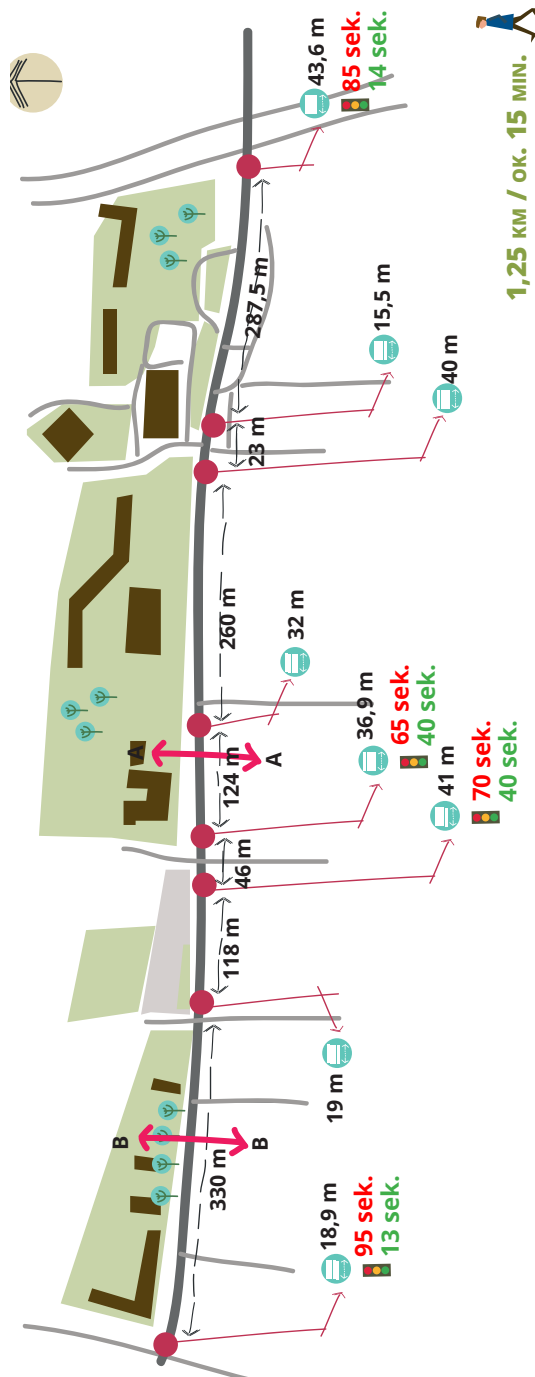 18,9 m
95 sek.
13 sek.
330 m
B
B
19 m
118 m
41 m
70 sek.
40 sek.
46 m
36,9 m
65 sek.
40 sek.
124 m
A
A
32 m
260 m
40 m
23 m
15,5 m
287,5 m
43,6 m
85 sek.
14 sek.
1,25 KM / OK. 15 MIN.